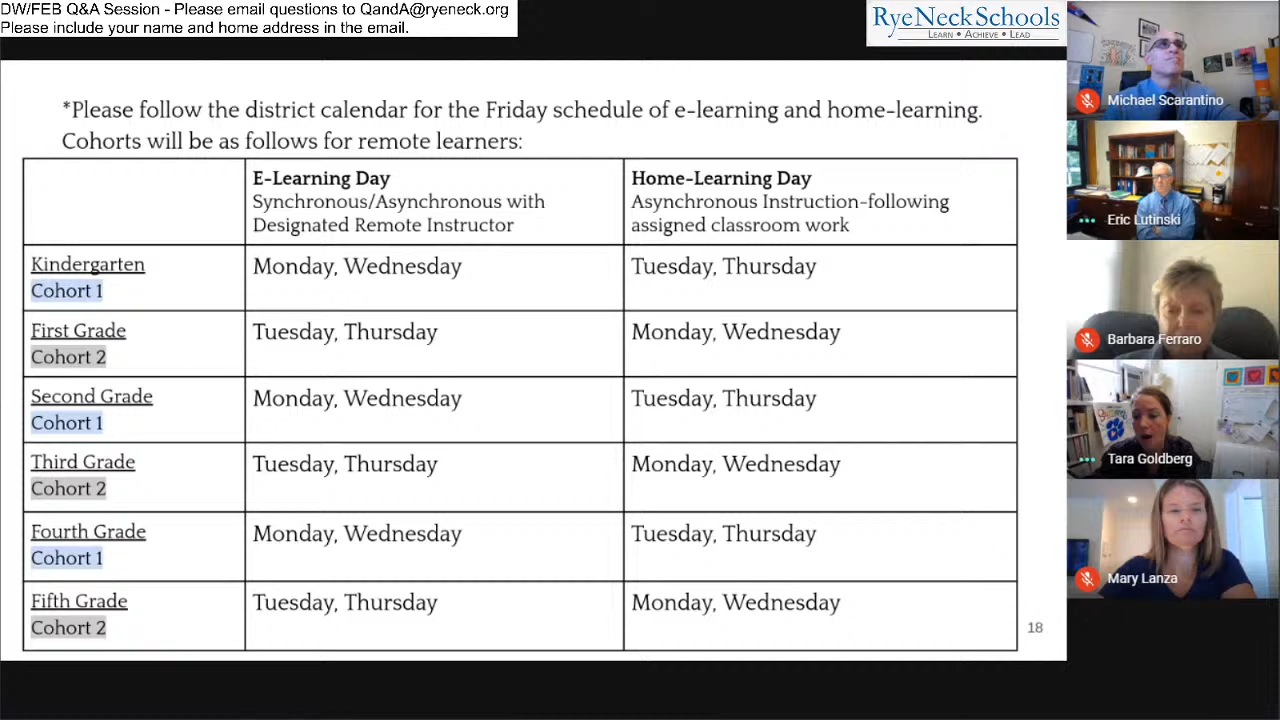 DW/FEB Q&A Session - Please email questions to QandA@ryeneck.org
Please include your name and home address in the email.
RyeNeckSchools
LEARN • ACHIEVE • LEAD
*Please follow the district calendar for the Friday schedule of e-learning and home-learning.
Cohorts will be as follows for remote learners:
E-Learning Day
Synchronous/Asynchronous with
Designated Remote Instructor
Home-Learning Day
Asynchronous Instruction-following
assigned classroom work
Kindergarten
Cohort 1
Monday, Wednesday
Tuesday, Thursday
First Grade
Cohort 2
Tuesday, Thursday
Monday, Wednesday
Second Grade
Cohort 1
Monday, Wednesday
Tuesday, Thursday
Third Grade
Cohort 2
Tuesday, Thursday
Monday, Wednesday
Fourth Grade
Cohort 1
Monday, Wednesday
Tuesday, Thursday
Fifth Grade
Cohort 2
Tuesday, Thursday
Monday, Wednesday
18
Michael Scarantino
Eric Lutinski
Barbara Ferraro
Tara Goldberg
Mary Lanza